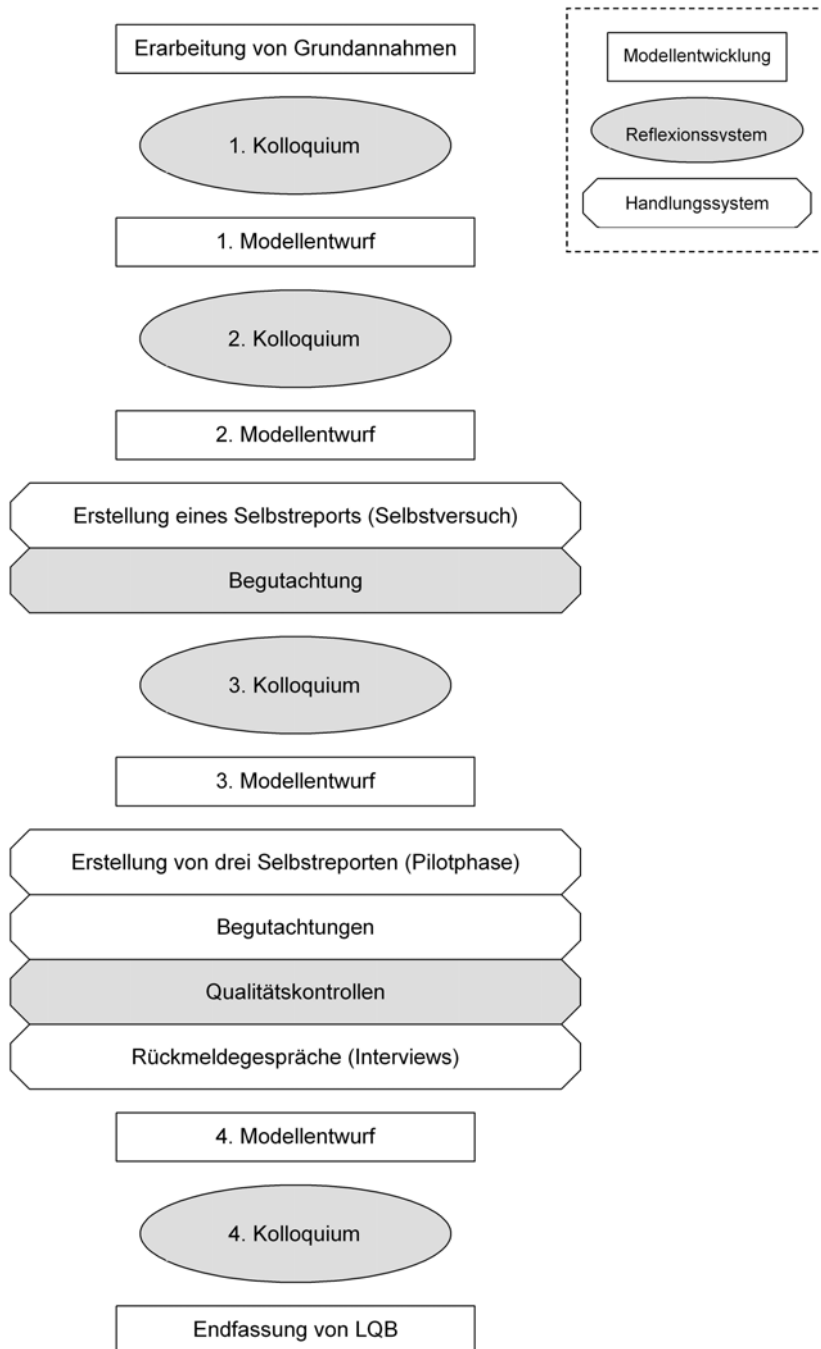 Erarbeitung von Grundannahmen
1. Kolloquium
1. Modellentwurf
2. Kolloquium
2. Modellentwurf
Erstellung eines Selbstreports (Selbstversuch)
Begutachtung
3. Kolloquium
3. Modellentwurf
Erstellung von drei Selbstreporten (Pilotphase)
Begutachtungen
Qualitätskontrollen
Rückmeldegespräche (Interviews)
4. Modellentwurf
4. Kolloquium
Endfassung von LQB
Modellentwicklung
Reflexionssystem
Handlungssystem